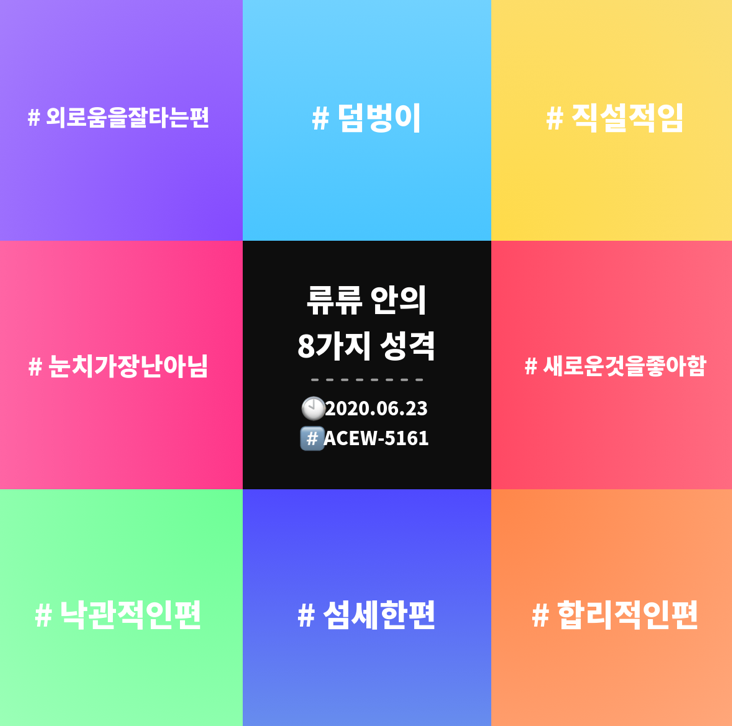 # 외로움을잘타는편
# 덤벙이
# 직설적임
# 눈치가장난아님
류류 안의
8가지 성격
2020.06.23
#ACEW-5161
# 새로운것을좋아함
# 낙관적인편
# 섬세한편
# 합리적인편